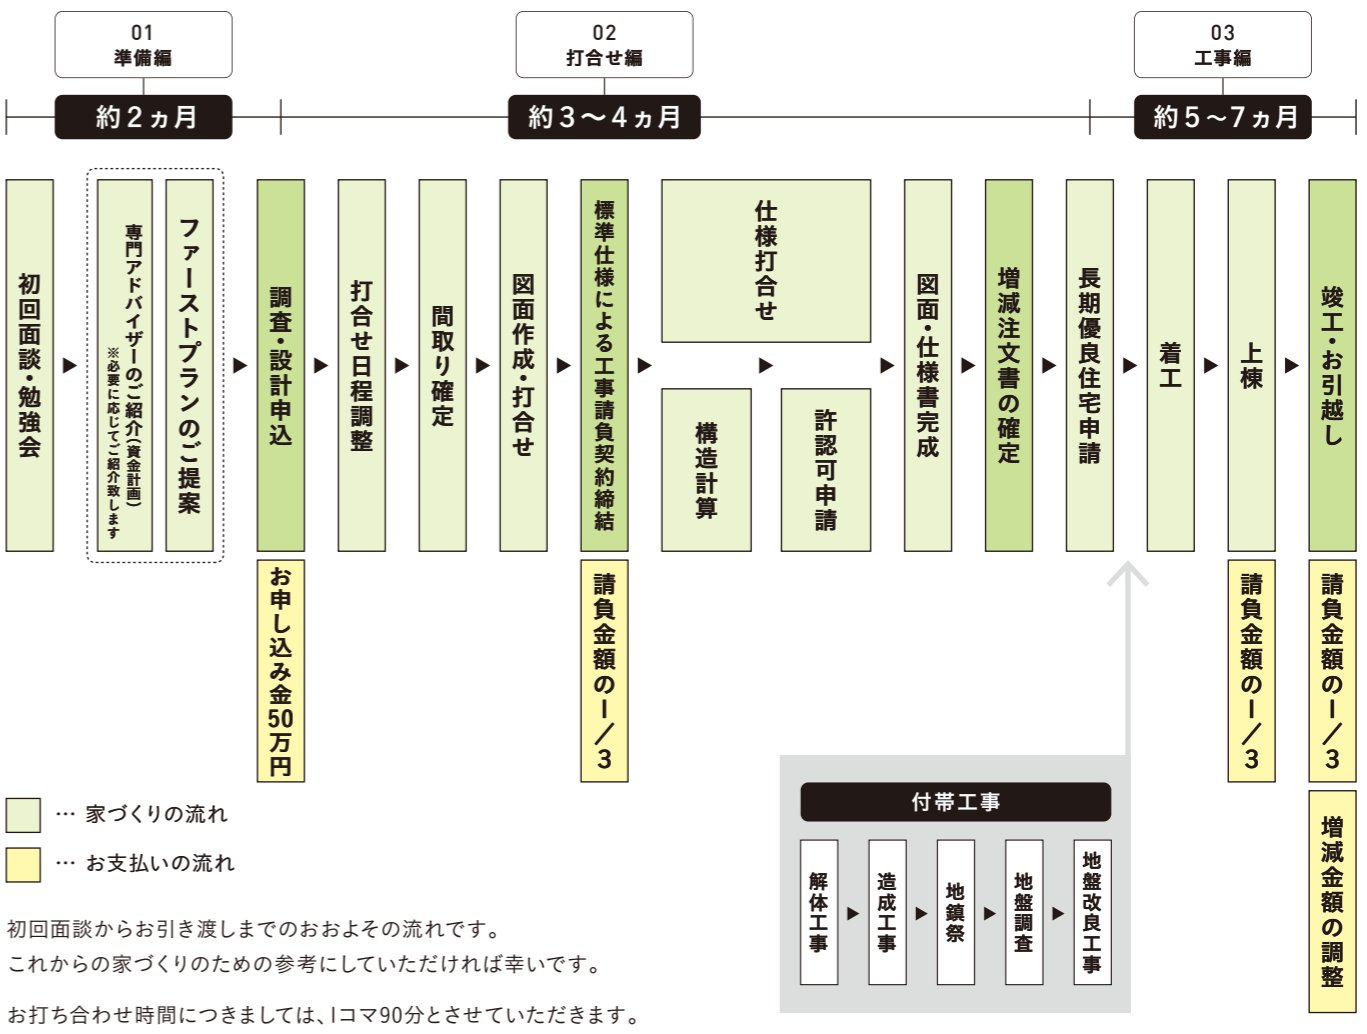 01
準備編
約2ヵ月
02
打合せ編
約3～4ヵ月
03
工事編
約5～7ヵ月
初回面談・勉強会
▶
専門アドバイザーのご紹介(資金計画)
※必要に応じてご紹介致します
ファーストプランのご提案
▶
調査・設計申込
▶
打合せ日程調整
▶
間取り確定
▶
図面作成・打合せ
▶
標準仕様による工事請負契約締結
▶
仕様打合せ
構造計算
▶
許認可申請
▶
図面・仕様書完成
▶
増減注文書の確定
▶
長期優良住宅申請
▶
着工
▶
上棟
▶
竣工・お引越し
お申し込み金50万円
請負金額の1/3
請負金額の1/3
請負金額の1/3
増減金額の調整
付帯工事
解体工事
▶
造成工事
▶
地鎮祭
▶
地盤調査
▶
地盤改良工事
… 家づくりの流れ
… お支払いの流れ
初回面談からお引き渡しまでのおおよその流れです。
これからの家づくりのための参考にしていただければ幸いです。
お打ち合わせ時間につきましては、1コマ90分とさせていただきます。